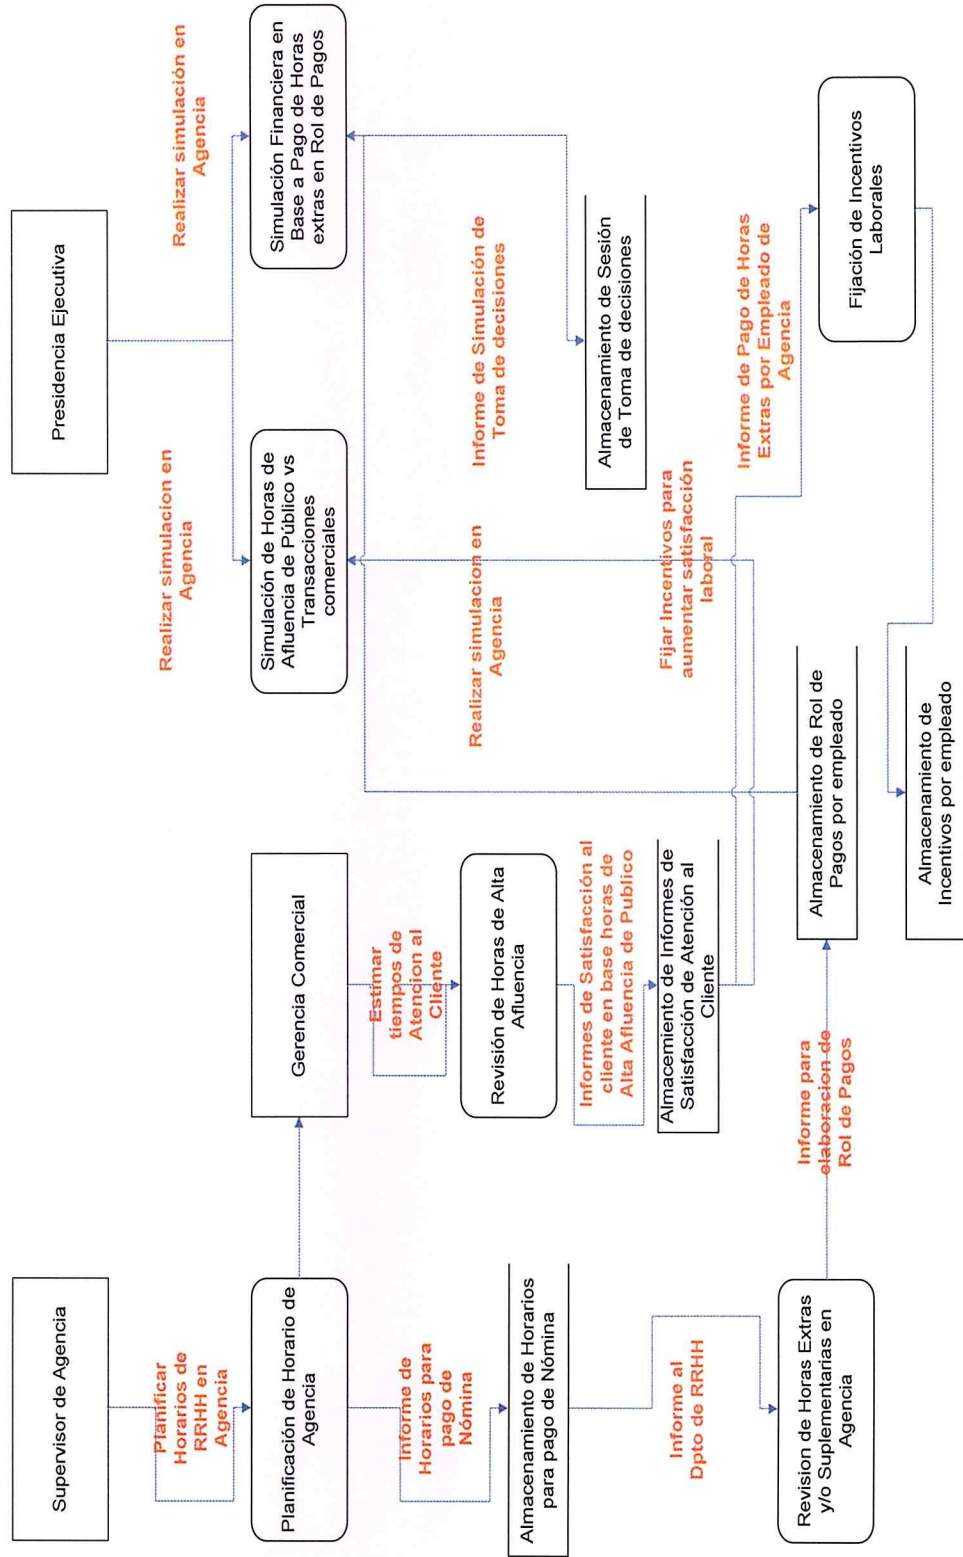 Supervisor de Agencia
Planificar
Horarios de
RRHH en
Agencia
Planificación de Horario de
Agencia
Informe de
Horarios para
pago de
Nómina
Almacenamiento de Horarios
para pago de Nómina
Informe al
Dpto de RRHH
Revision de Horas Extras
y/o Suplementarias en
Agencia
Gerencia Comercial
Estimar
tiempos de
Atencion al
Cliente
Revisión de Horas de Alta
Afluencia
Informes de Satisfacción al
cliente en base horas de
Alta Afluencia de Publico
Almacemiento de Informes de
Satisfacción de Atención al
Cliente
Informe para
elaboracion de
Rol de Pagos
Almacenamiento de Rol de
Pagos por empleado
Almacenamiento de
Incentivos por empleado
Presidencia Ejecutiva
Realizar simulacion en
Agencia
Realizar simulación en
Agencia
Simulación de Horas de
Afluencia de Público vs
Transacciones
comerciales
Simulación Financiera en
Base a Pago de Horas
extras en Rol de Pagos
Realizar simulacion en
Agencia
Informe de Simulación de
Toma de decisiones
Almacenamiento de Sesión
de Toma de decisiones
Fijar Incentivos para
aumentar satisfacción
laboral
Informe de Pago de Horas
Extras por Empleado de
Agencia
Fijación de Incentivos
Laborales